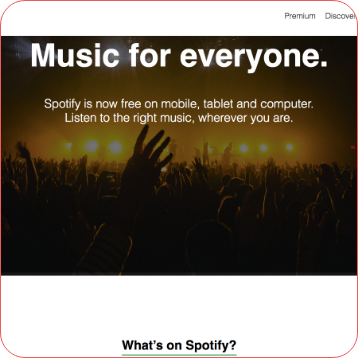 Premium Discover
Music for everyone.
Spotify is now free on mobile, tablet and computer.
Listen to the right music, wherever you are.
What's on Spotify?